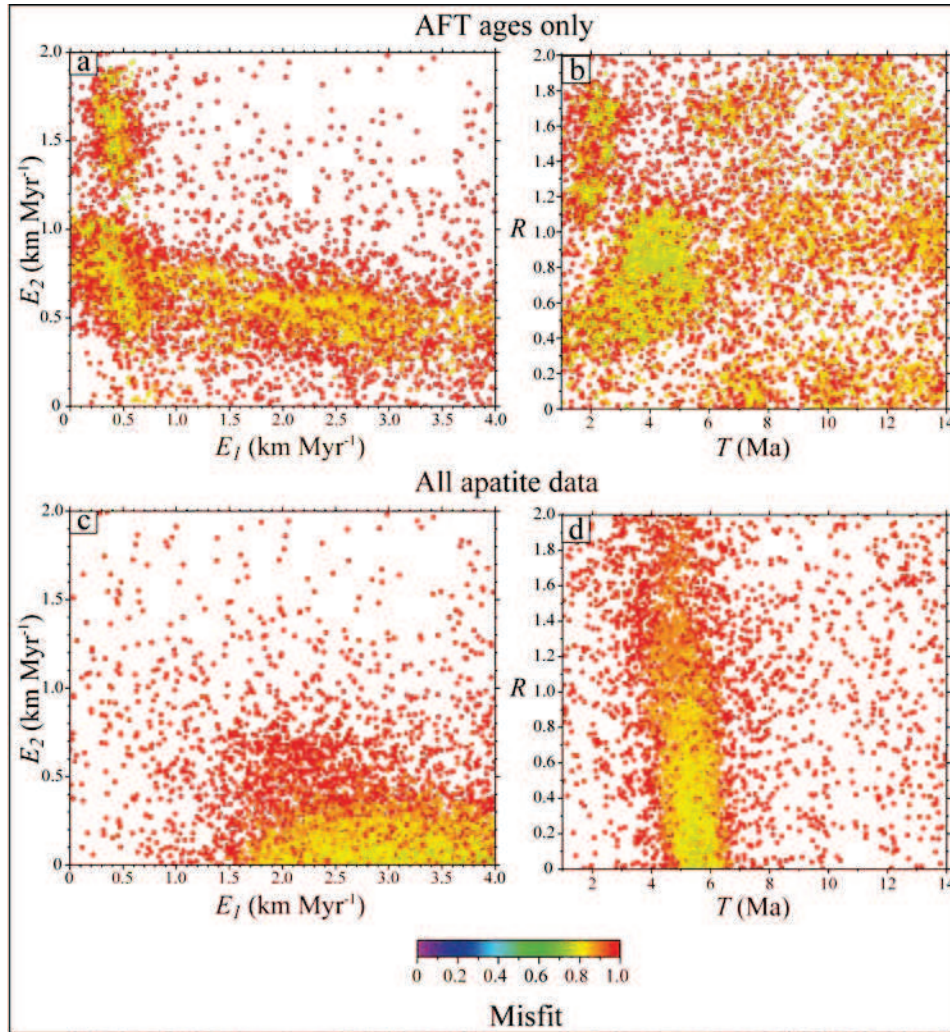 AFT ages only
a
b
2.0
1.5
1.0
0.5
0
E2 (km Myr-1)
0 0.5 1.0 1.5 2.0 2.5 3.0 3.5 4.0
E1 (km Myr-1)
2.0
1.8
1.6
1.4
1.2
R 1.0
0.8
0.6
0.4
0.2
0
2 4 6 8 10 12 14
T (Ma)
All apatite data
c
d
2.0
1.5
1.0
0.5
0
E2 (km Myr-1)
0 0.5 1.0 1.5 2.0 2.5 3.0 3.5 4.0
E1 (km Myr-1)
2.0
1.8
1.6
1.4
1.2
R 1.0
0.8
0.6
0.4
0.2
0
2 4 6 8 10 12 14
T (Ma)
0 0.2 0.4 0.6 0.8 1.0
Misfit